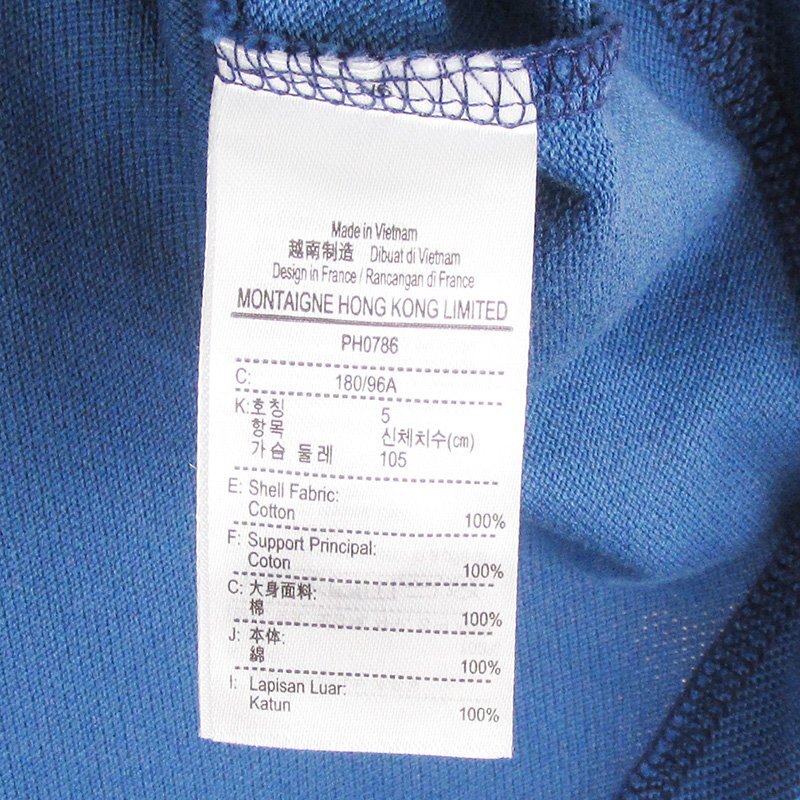 Made in Vietnam
越南制造 Dibuat di Vietnam
Design in France / Rancangan di France
MONTAIGNE HONG KONG LIMITED
PH0786
C: 180/96A
K: 호칭 5
항목 신체치수(cm)
가슴 둘레 105
E: Shell Fabric:
Cotton 100%
F: Support Principal:
Coton 100%
C: 大身面料:
棉 100%
J: 本体:
綿 100%
I: Lapisan Luar:
Katun 100%